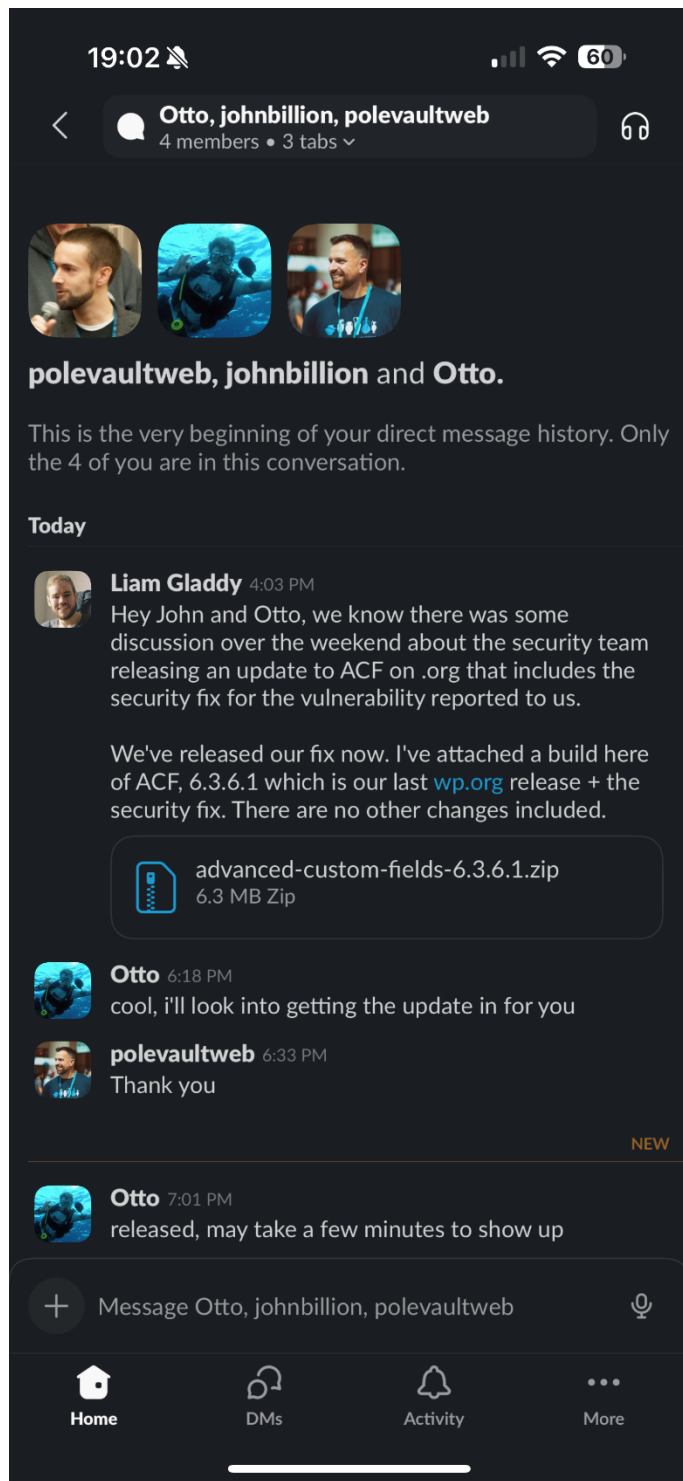 19:02
60
Otto, johnbillion, polevaultweb
4 members • 3 tabs
polevaultweb, johnbillion and Otto.
This is the very beginning of your direct message history. Only
the 4 of you are in this conversation.
Today
Liam Gladdy 4:03 PM
Hey John and Otto, we know there was some
discussion over the weekend about the security team
releasing an update to ACF on .org that includes the
security fix for the vulnerability reported to us.
We've released our fix now. I've attached a build here
of ACF, 6.3.6.1 which is our last wp.org release + the
security fix. There are no other changes included.
advanced-custom-fields-6.3.6.1.zip
6.3 MB Zip
Otto 6:18 PM
cool, i'll look into getting the update in for you
polevaultweb 6:33 PM
Thank you
NEW
Otto 7:01 PM
released, may take a few minutes to show up
Message Otto, johnbillion, polevaultweb
Home
DMs
Activity
More